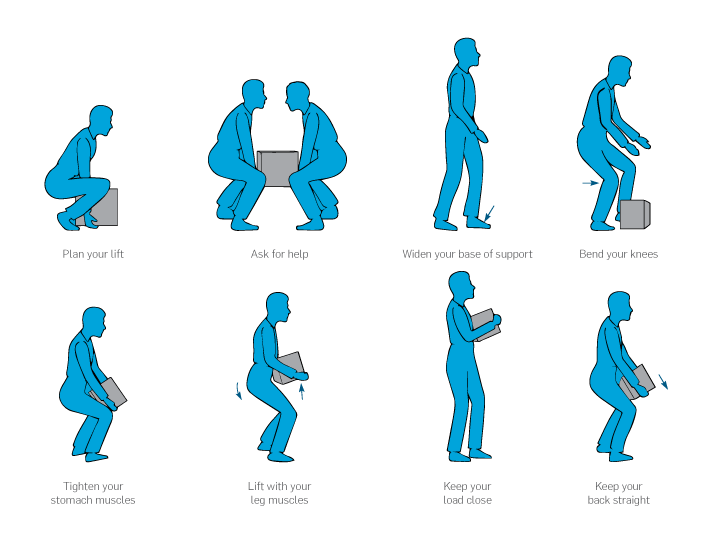 Plan your lift
Ask for help
Widen your base of support
Bend your knees
Tighten your
stomach muscles
Lift with your
leg muscles
Keep your
load close
Keep your
back straight